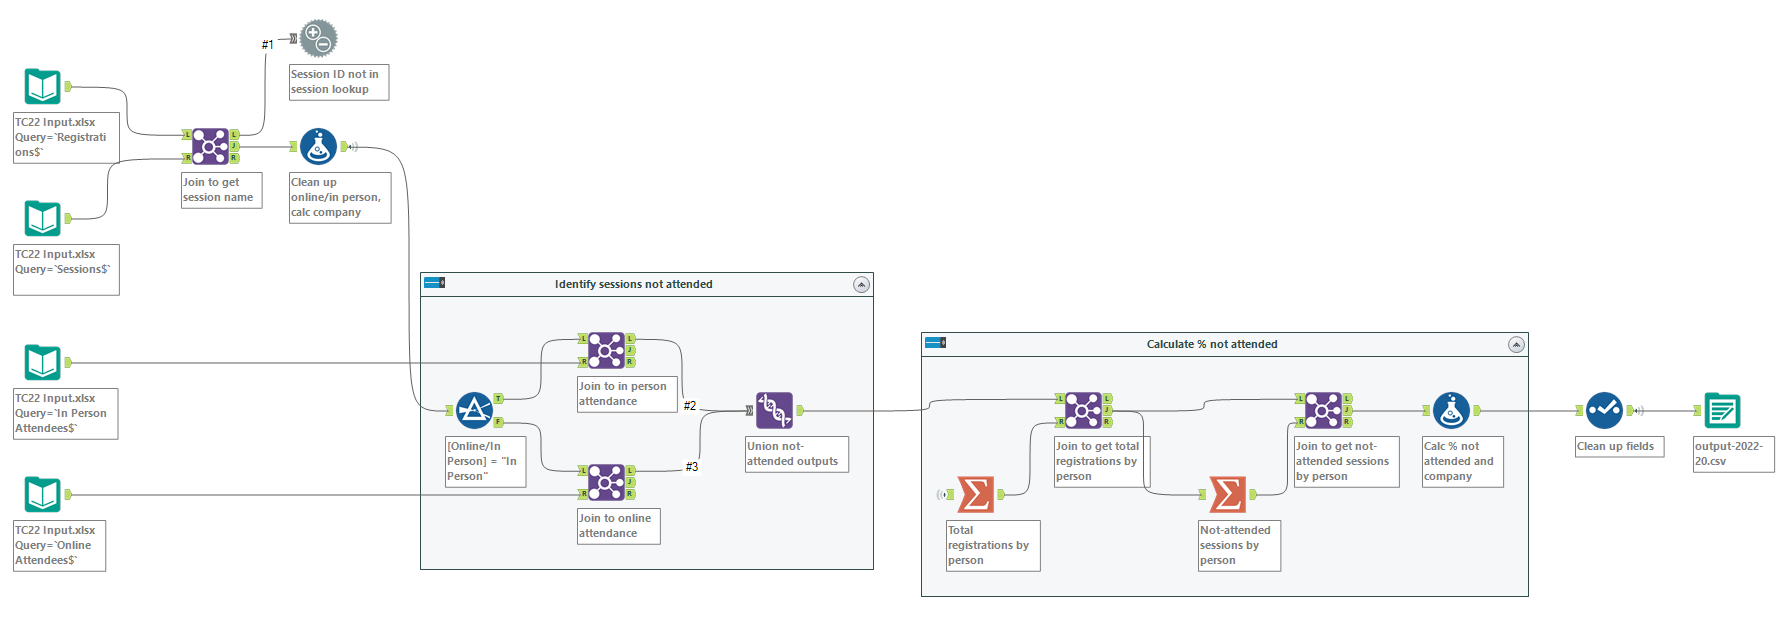 #1
Session ID not in
session lookup
TC22 Input.xlsx
Query=`Registrati
ons$`
L
R
L
J
R
Join to get
session name
Clean up
online/in person,
calc company
TC22 Input.xlsx
Query=`Sessions$`
Identify sessions not attended
TC22 Input.xlsx
Query=`In Person
Attendees$`
L
R
L
J
R
Join to in person
attendance
#2
T
F
[Online/In
Person] = "In
Person"
Union not-
attended outputs
#3
L
R
L
J
R
Join to online
attendance
TC22 Input.xlsx
Query=`Online
Attendees$`
Calculate % not attended
L
R
L
J
R
Join to get total
registrations by
person
Total
registrations by
person
Not-attended
sessions by
person
L
R
L
J
R
Join to get not-
attended sessions
by person
Calc % not
attended and
company
Clean up fields
output-2022-
20.csv